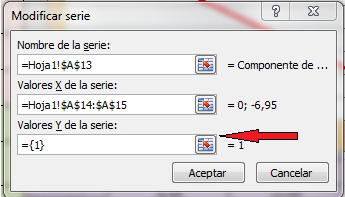 Modificar serie
Nombre de la serie:
=Hoja1!$A$13 = Componente de ...
Valores X de la serie:
=Hoja1!$A$14:$A$15 = 0; -6,95
Valores Y de la serie:
={1} = 1
Aceptar Cancelar